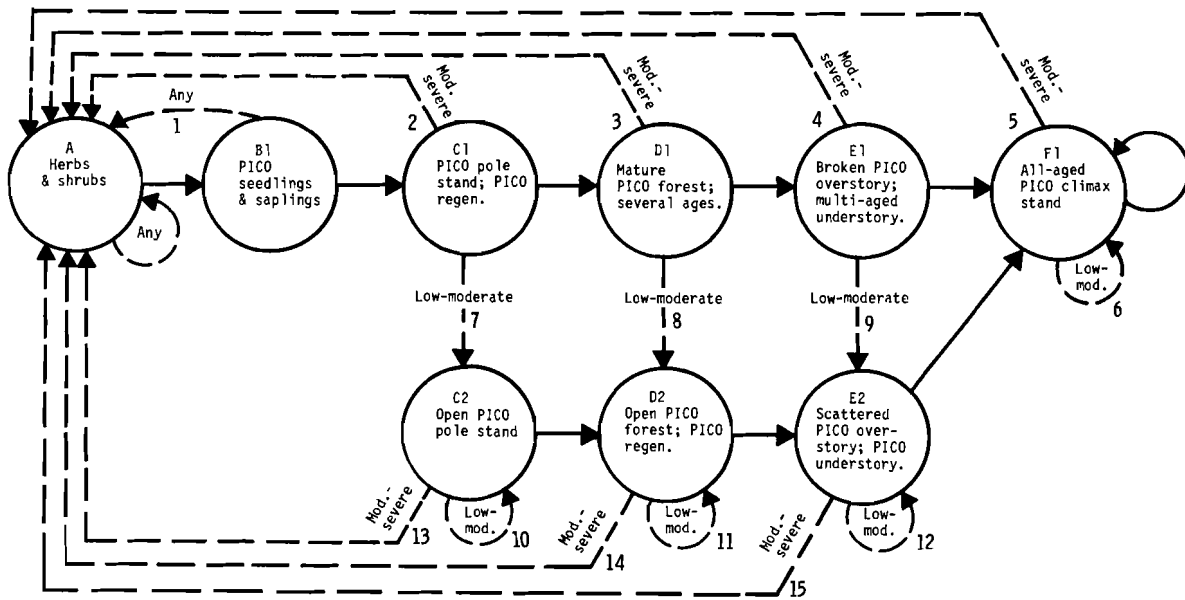 Mod.
severe
Mod.-
severe
Mod.-
severe
Mod.-
severe
Any
1
2
3
4
5
A
Herbs
& shrubs
B1
PICO
seedlings
& saplings
C1
PICO pole
stand; PICO
regen.
D1
Mature
PICO forest;
several ages.
E1
Broken PICO
overstory;
multi-aged
understory.
F1
All-aged
PICO climax
stand
Any
Low-
mod.
6
Low-moderate
7
Low-moderate
8
Low-moderate
9
C2
Open PICO
pole stand
D2
Open PICO
forest; PICO
regen.
E2
Scattered
PICO over-
story; PICO
understory.
Mod.-
severe
13
Low-
mod.
10
Mod.-
severe
14
Low-
mod.
11
Mod.-
severe
15
Low-
mod.
12